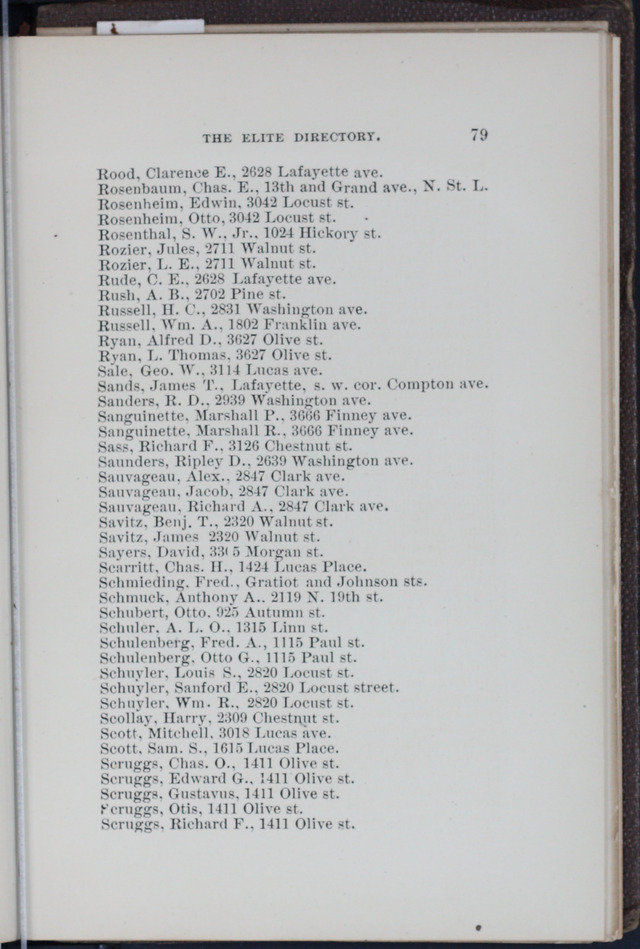 THE ELITE DIRECTORY. 79
Rood, Clarence E., 2628 Lafayette ave.
Rosenbaum, Chas. E., 13th and Grand ave., N. St. L.
Rosenheim, Edwin, 3042 Locust st.
Rosenheim, Otto, 3042 Locust st.
Rosenthal, S. W., Jr., 1024 Hickory st.
Rozier, Jules, 2711 Walnut st.
Rozier, L. E., 2711 Walnut st.
Rude, C. E., 2628 Lafayette ave.
Rush, A. B., 2702 Pine st.
Russell, H. C., 2831 Washington ave.
Russell, Wm. A., 1802 Franklin ave.
Ryan, Alfred D., 3627 Olive st.
Ryan, L. Thomas, 3627 Olive st.
Sale, Geo. W., 3114 Lucas ave.
Sands, James T., Lafayette, s. w. cor. Compton ave.
Sanders, R. D., 2939 Washington ave.
Sanguinette, Marshall P., 3666 Finney ave.
Sanguinette, Marshall R., 3666 Finney ave.
Sass, Richard F., 3126 Chestnut st.
Saunders, Ripley D., 2639 Washington ave.
Sauvageau, Alex., 2847 Clark ave.
Sauvageau, Jacob, 2847 Clark ave.
Sauvageau, Richard A., 2847 Clark ave.
Savitz, Benj. T., 2320 Walnut st.
Savitz, James 2320 Walnut st.
Sayers, David, Morgan st.
Scarritt, Chas. H., 1424 Lucas Place.
Schmieding, Fred., Gratiot and Johnson sts.
Schmuck, Anthony A.. 2119 N. 19th st.
Schubert, Otto. 925 Autumn st.
Schuler, A. L. O., 1315 Linn st.
Schulenberg, Fred. A., 1115 Paul st.
Schulenberg, Otto G., 1115 Paul st.
Schuyler, Louis S., 2820 Locust st.
Schuyler, Sanford E., 2820 Locust street.
Schuyler, Wm. R., 2820 Locust st.
Scollay, Harry, 2309 Chestnut st.
Scott, Mitchell, 3018 Lucas ave.
Scott, Sam. S., 1615 Lucas Place.
Scruggs, Chas. O., 1411 Olive st.
Scruggs, Edward G., 1411 Olive st.
Scruggs, Gustavus, 1411 Olive st.
Scruggs, Otis, 1411 Olive st.
Scruggs, Richard F., 1411 Olive st.